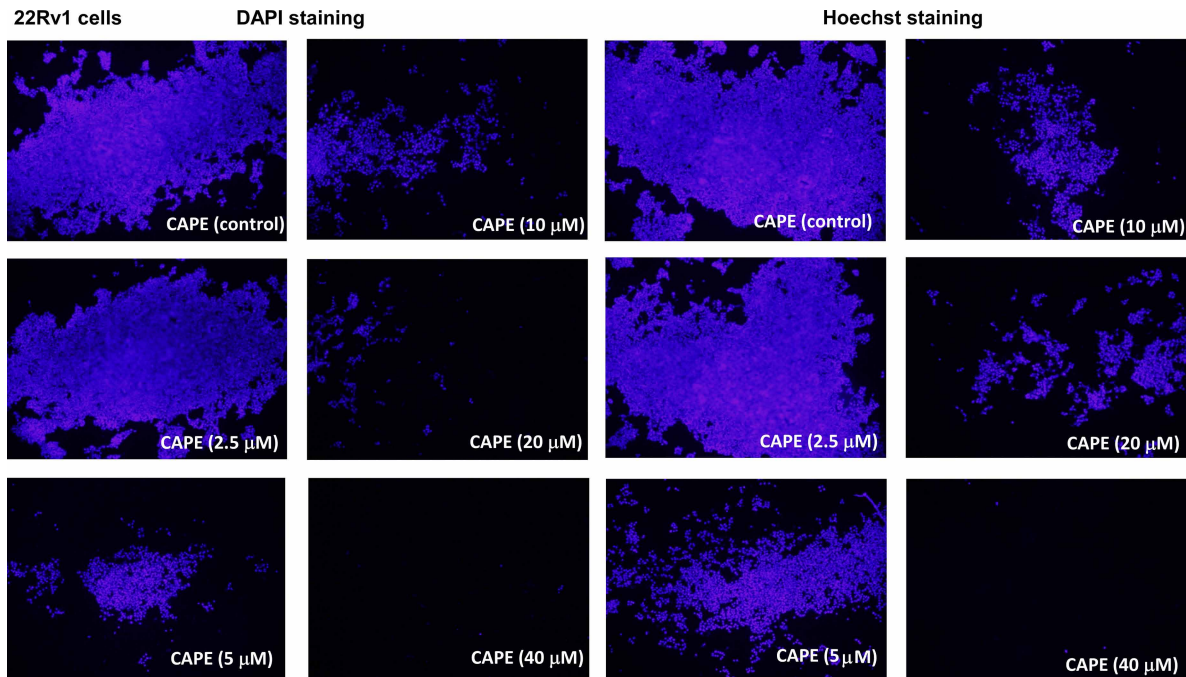 22Rv1 cells
DAPI staining
Hoechst staining
CAPE (control)
CAPE (10 μM)
CAPE (control)
CAPE (10 μM)
CAPE (2.5 μM)
CAPE (20 μM)
CAPE (2.5 μM)
CAPE (20 μM)
CAPE (5 μM)
CAPE (40 μM)
CAPE (5 μM)
CAPE (40 μM)